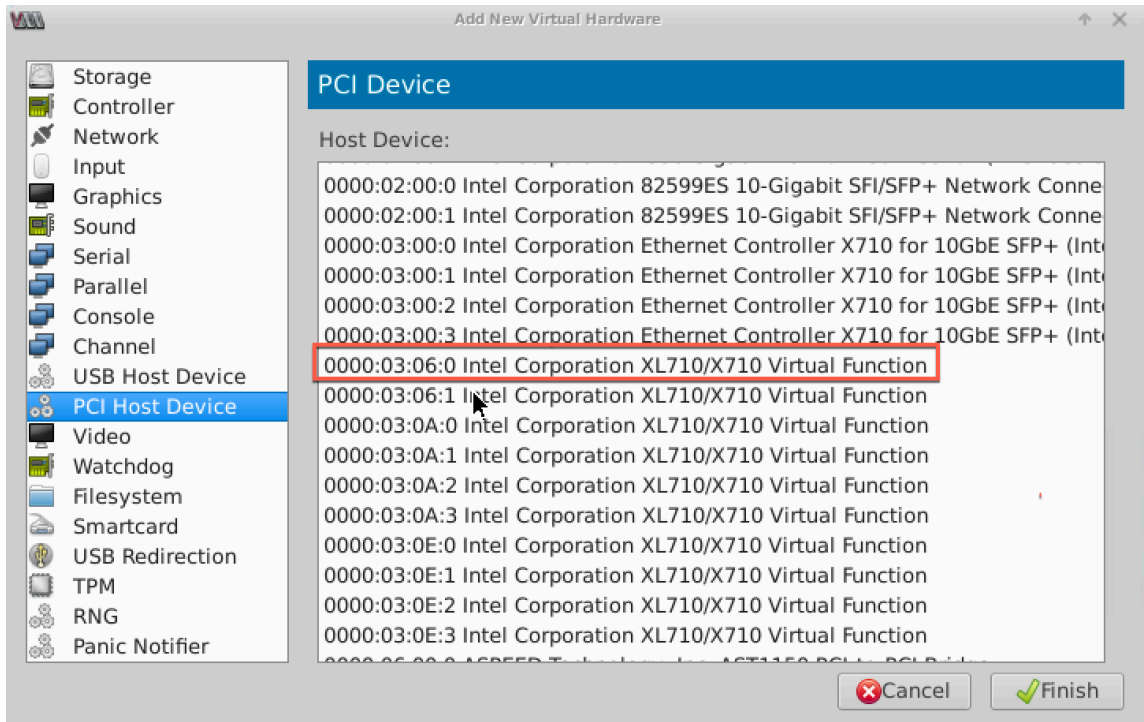 Add New Virtual Hardware
Storage
Controller
Network
Input
Graphics
Sound
Serial
Parallel
Console
Channel
USB Host Device
PCI Host Device
Video
Watchdog
Filesystem
Smartcard
USB Redirection
TPM
RNG
Panic Notifier
PCI Device
Host Device:
0000:02:00:0 Intel Corporation 82599ES 10-Gigabit SFI/SFP+ Network Conne
0000:02:00:1 Intel Corporation 82599ES 10-Gigabit SFI/SFP+ Network Conne
0000:03:00:0 Intel Corporation Ethernet Controller X710 for 10GbE SFP+ (Inte
0000:03:00:1 Intel Corporation Ethernet Controller X710 for 10GbE SFP+ (Inte
0000:03:00:2 Intel Corporation Ethernet Controller X710 for 10GbE SFP+ (Inte
0000:03:00:3 Intel Corporation Ethernet Controller X710 for 10GbE SFP+ (Inte
0000:03:06:0 Intel Corporation XL710/X710 Virtual Function
0000:03:06:1 Intel Corporation XL710/X710 Virtual Function
0000:03:0A:0 Intel Corporation XL710/X710 Virtual Function
0000:03:0A:1 Intel Corporation XL710/X710 Virtual Function
0000:03:0A:2 Intel Corporation XL710/X710 Virtual Function
0000:03:0A:3 Intel Corporation XL710/X710 Virtual Function
0000:03:0E:0 Intel Corporation XL710/X710 Virtual Function
0000:03:0E:1 Intel Corporation XL710/X710 Virtual Function
0000:03:0E:2 Intel Corporation XL710/X710 Virtual Function
0000:03:0E:3 Intel Corporation XL710/X710 Virtual Function
Cancel
Finish